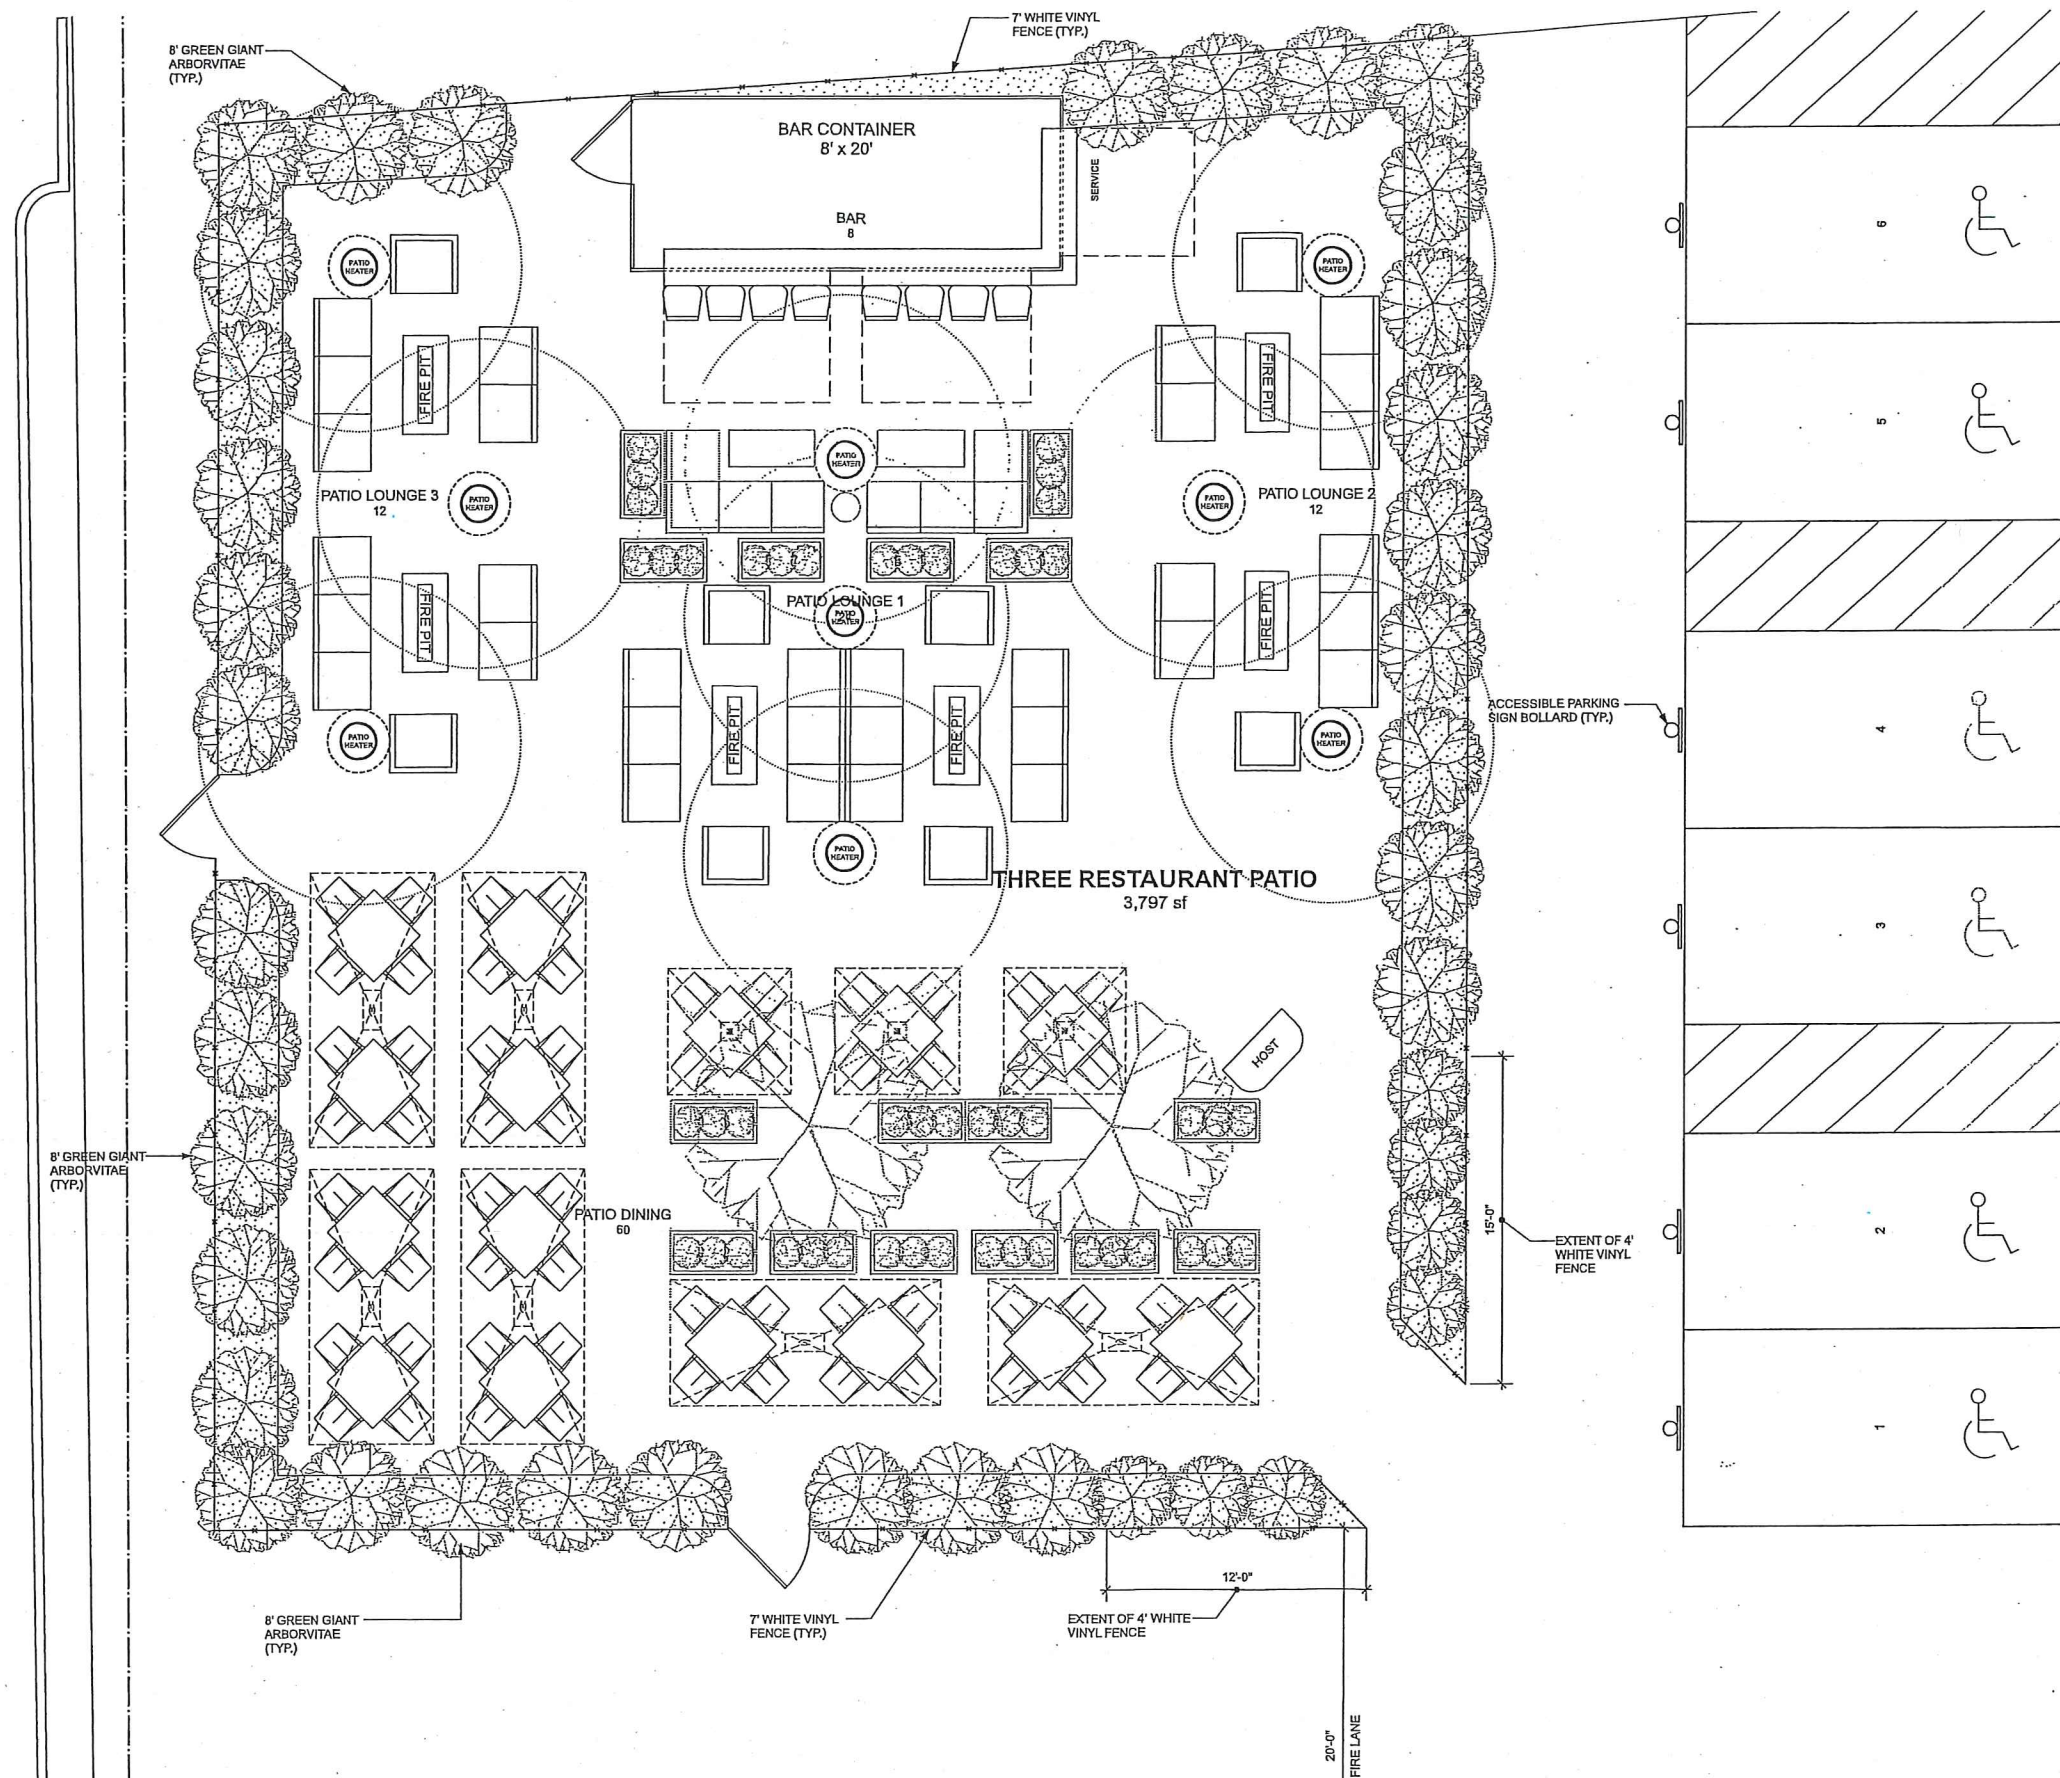 7' WHITE VINYL
FENCE (TYP.)
8' GREEN GIANT
ARBORVITAE
(TYP.)
BAR CONTAINER
8' x 20'
SERVICE
BAR
8
6
PATIO
HEATER
PATIO
HEATER
FIRE PIT
FIRE PIT
5
PATIO
HEATER
PATIO LOUNGE 3
12
PATIO
HEATER
PATIO
HEATER
PATIO LOUNGE 2
12
FIRE PIT
PATIO LOUNGE 1
PATIO
HEATER
FIRE PIT
ACCESSIBLE PARKING
SIGN BOLLARD (TYP.)
4
PATIO
HEATER
FIRE PIT
FIRE PIT
PATIO
HEATER
PATIO
HEATER
THREE RESTAURANT PATIO
3,797 sf
3
HOST
8' GREEN GIANT
ARBORVITAE
(TYP.)
PATIO DINING
60
15'-0"
EXTENT OF 4'
WHITE VINYL
FENCE
2
1
12'-0"
8' GREEN GIANT
ARBORVITAE
(TYP.)
7' WHITE VINYL
FENCE (TYP.)
EXTENT OF 4' WHITE
VINYL FENCE
20'-0"
FIRE LANE